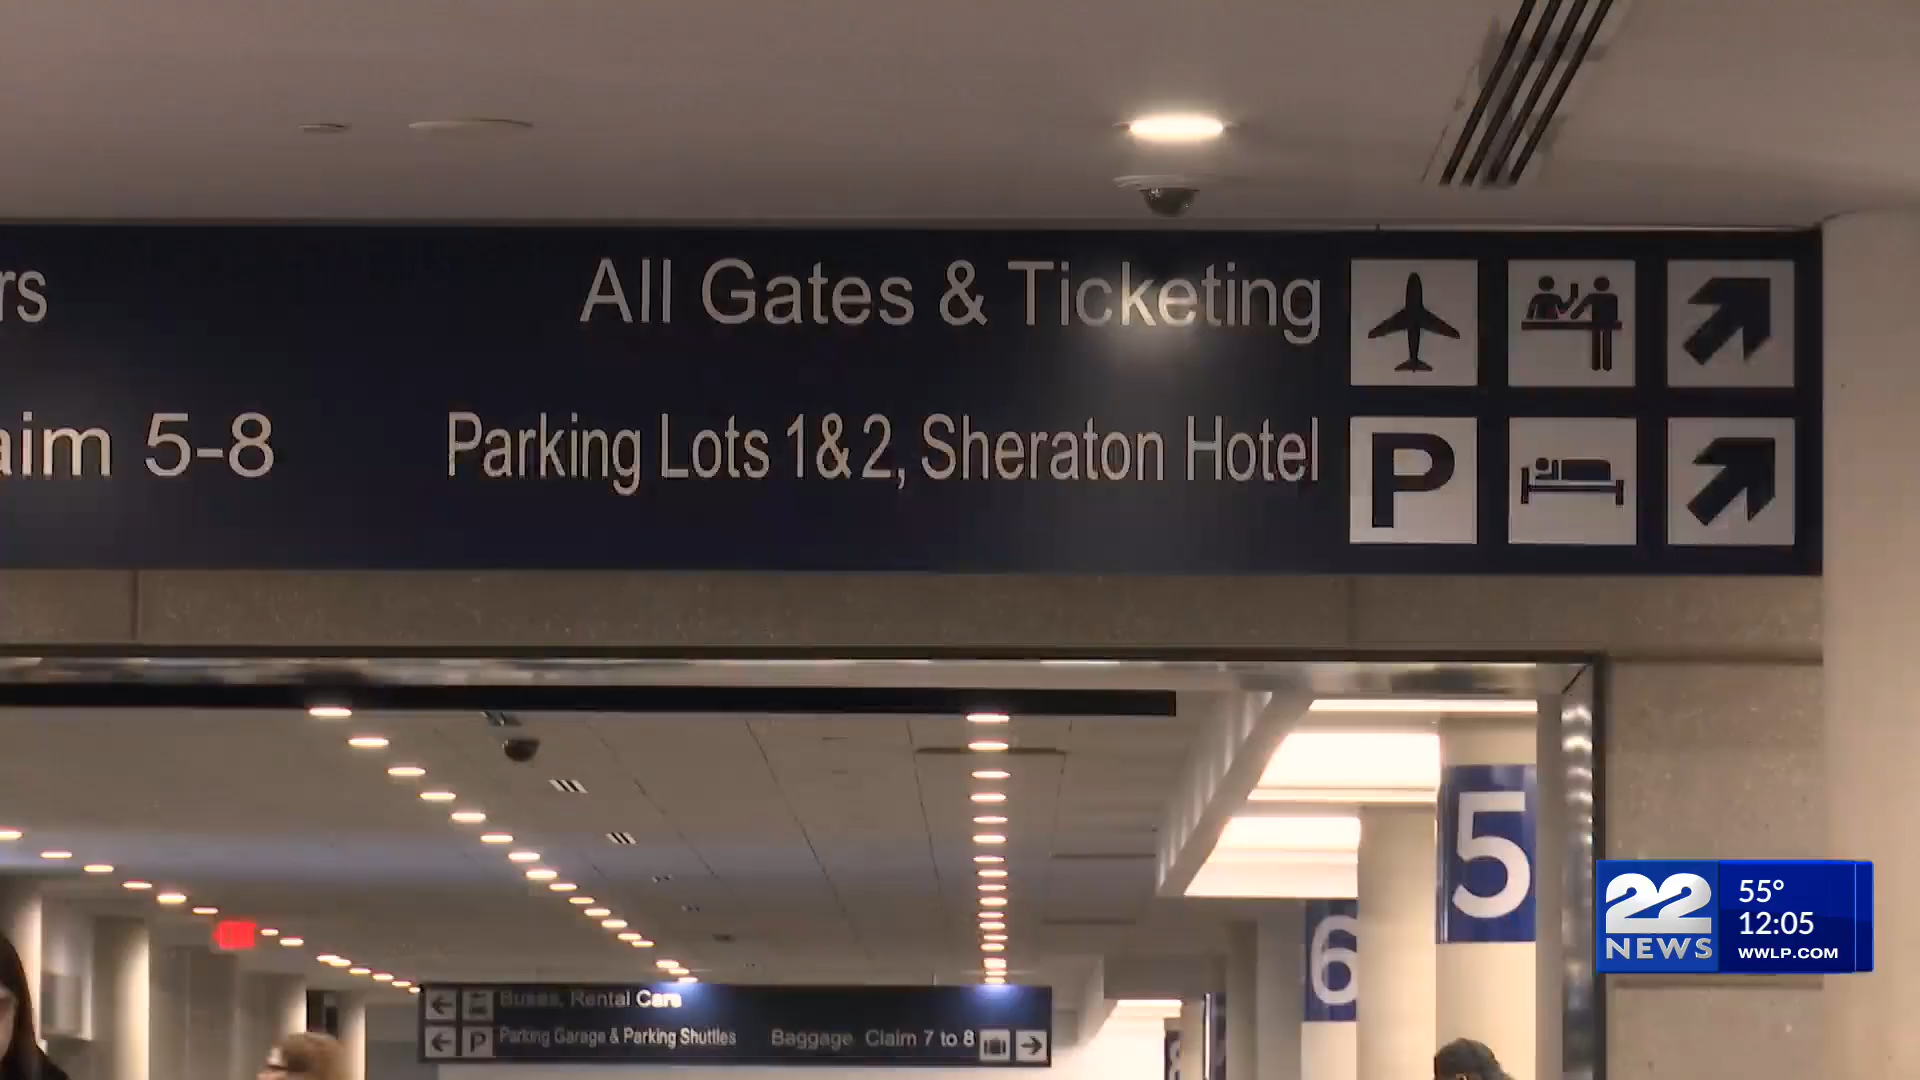 rs
All Gates & Ticketing
aim 5-8
Parking Lots 1&2, Sheraton Hotel
P
5
6
22
NEWS
55°
12:05
WWLP.COM
Buses, Rental Cars
P Parking Garage & Parking Shuttles
Baggage Claim 7 to 8